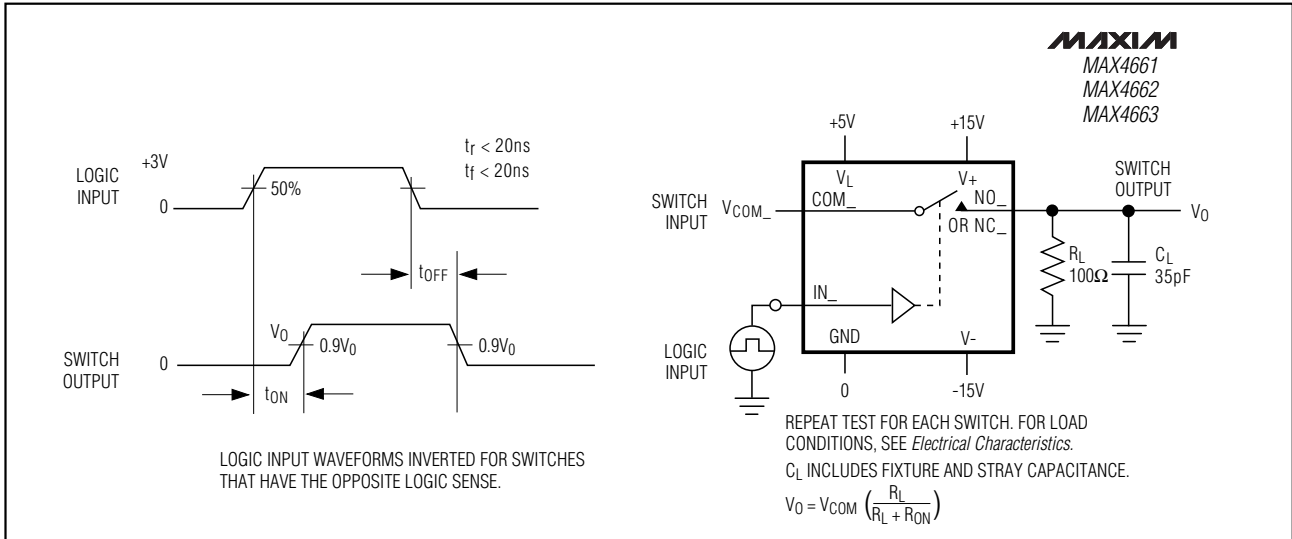 MAXIM
MAX4661
MAX4662
MAX4663
LOGIC
INPUT
+3V
0
50%
tr < 20ns
tf < 20ns
tOFF
SWITCH
OUTPUT
0
VO
0.9V0
0.9V0
tON
LOGIC INPUT WAVEFORMS INVERTED FOR SWITCHES
THAT HAVE THE OPPOSITE LOGIC SENSE.
+5V
+15V
VL
V+
SWITCH
INPUT
VCOM_
COM_
NO_
OR NC_
SWITCH
OUTPUT
VO
RL
100Ω
CL
35pF
IN_
LOGIC
INPUT
GND
V-
0
-15V
REPEAT TEST FOR EACH SWITCH. FOR LOAD
CONDITIONS, SEE Electrical Characteristics.
CL INCLUDES FIXTURE AND STRAY CAPACITANCE.
VO = VCOM (RL / RL + RON)